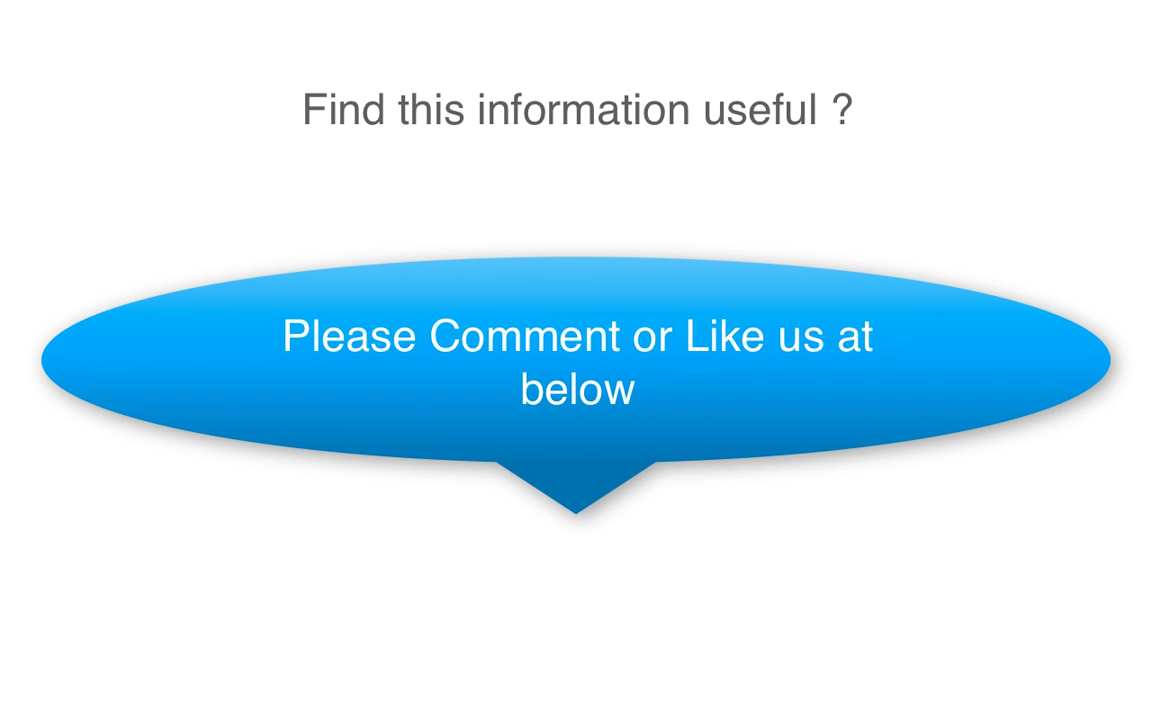 Find this information useful ?
Please Comment or Like us at
below